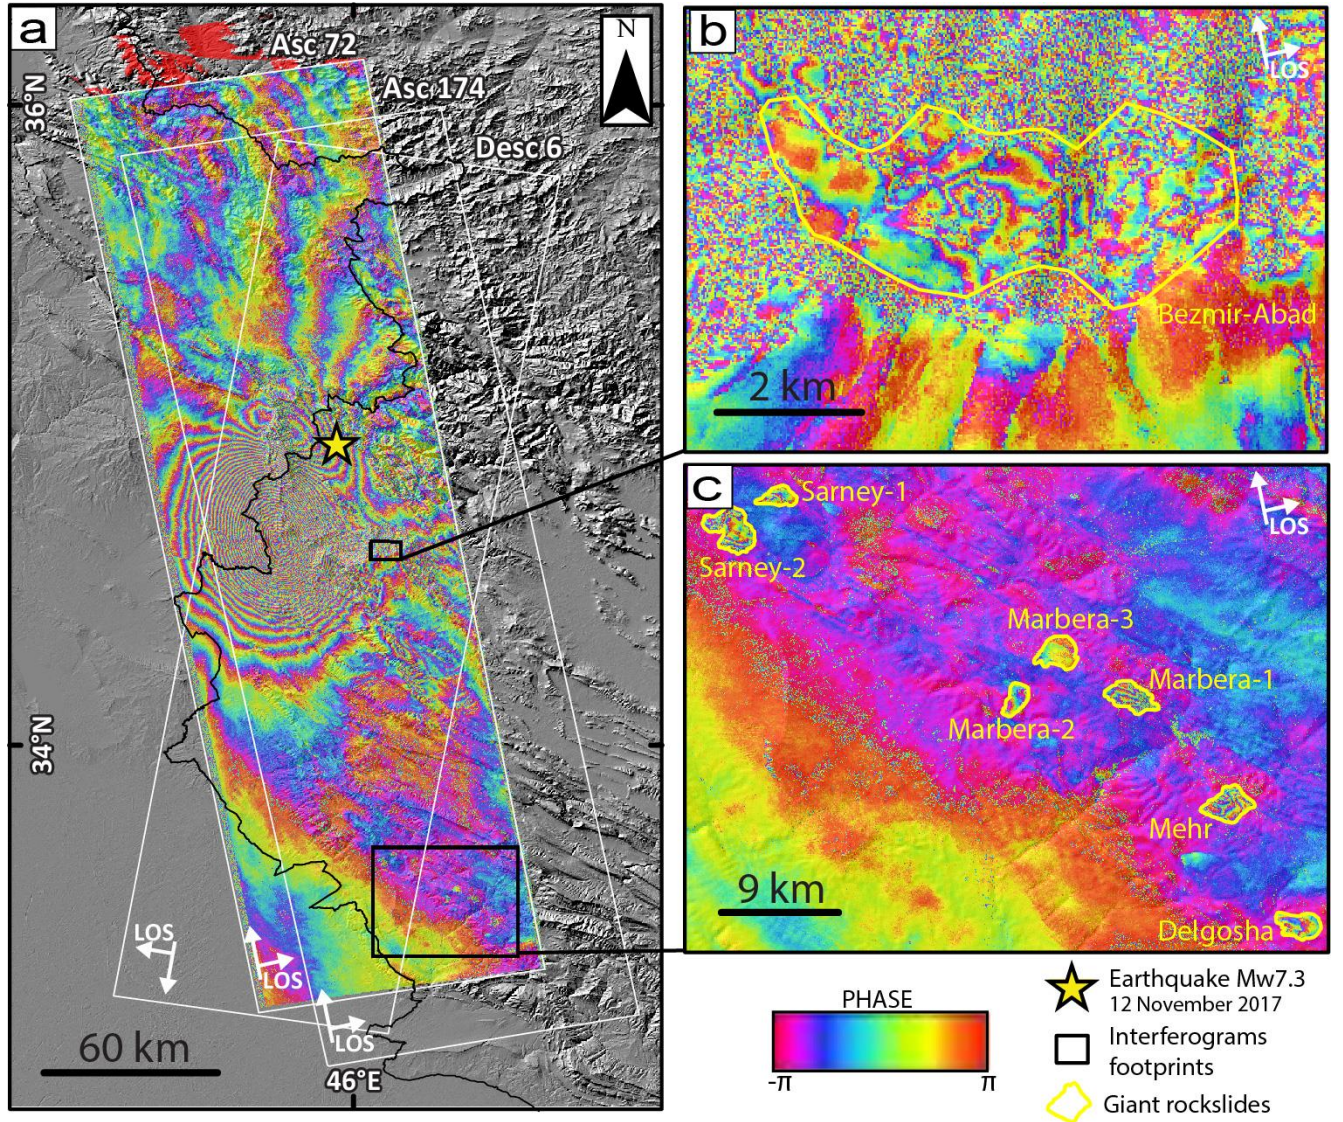 a
Asc 72
N
Asc 174
Desc 6
36°N
34°N
LOS
LOS
LOS
60 km
46°E
b
LOS
Bezmir-Abad
2 km
c
Sarney-1
LOS
Sarney-2
Marbera-3
Marbera-1
Marbera-2
Mehr
9 km
Delgosha
PHASE
-π
π
Earthquake Mw7.3
12 November 2017
Interferograms
footprints
Giant rockslides